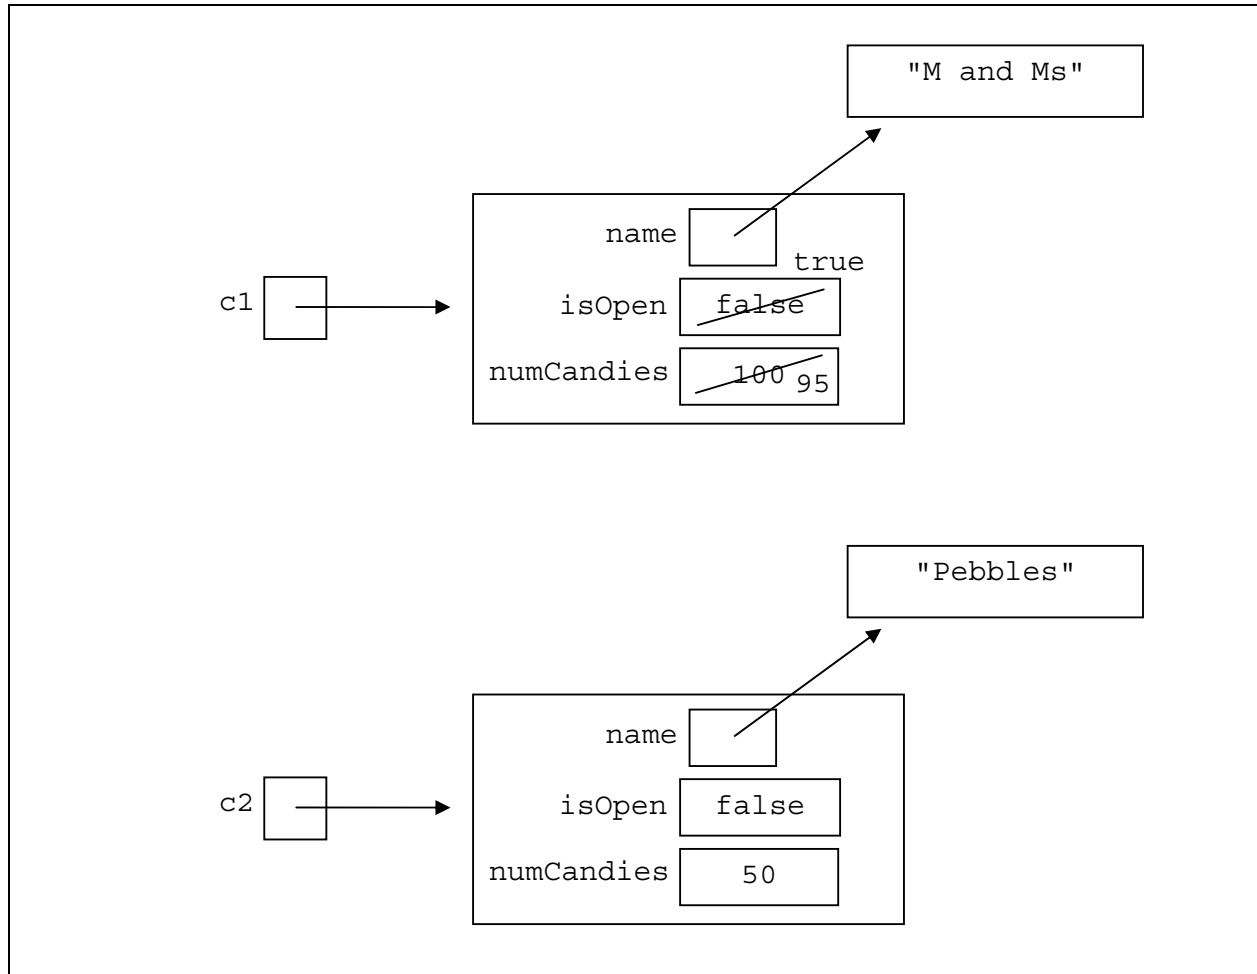 "M and Ms"
name
true
c1
isOpen false
numCandies 100 95
"Pebbles"
name
c2
isOpen false
numCandies 50